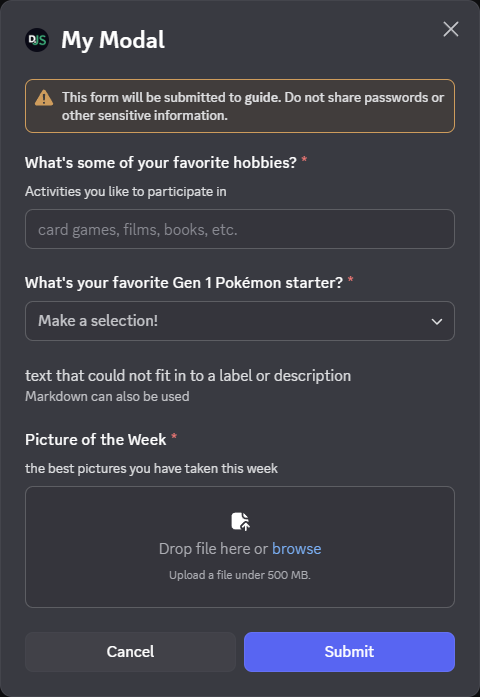 DJS My Modal
This form will be submitted to guide. Do not share passwords or
other sensitive information.
What's some of your favorite hobbies? *
Activities you like to participate in
card games, films, books, etc.
What's your favorite Gen 1 Pokémon starter? *
Make a selection!
text that could not fit in to a label or description
Markdown can also be used
Picture of the Week *
the best pictures you have taken this week
Drop file here or browse
Upload a file under 500 MB.
Cancel Submit